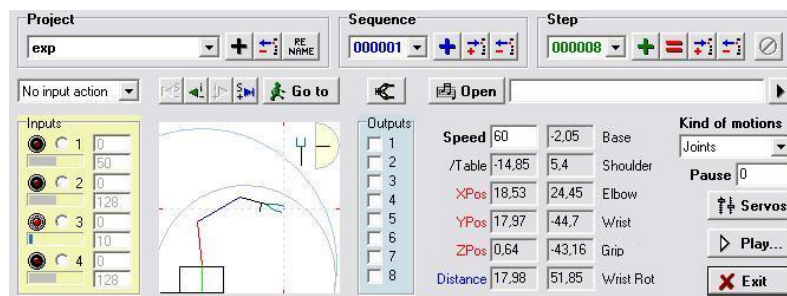 Project Sequence Step
exp RE NAME 000001 000008
No input action Go to Open
Inputs Outputs Kind of motions
1 0 1 Speed 60 -2,05 Base Joints
50 2 /Table -14,85 5,4 Shoulder Pause 0
2 0 3 XPos 18,53 24,45 Elbow
128 4 Servos
3 0 5 YPos 17,97 -44,7 Wrist
10 6 Play...
4 0 7 ZPos 0,64 -43,16 Grip
128 8 Distance 17,98 51,85 Wrist Rot Exit